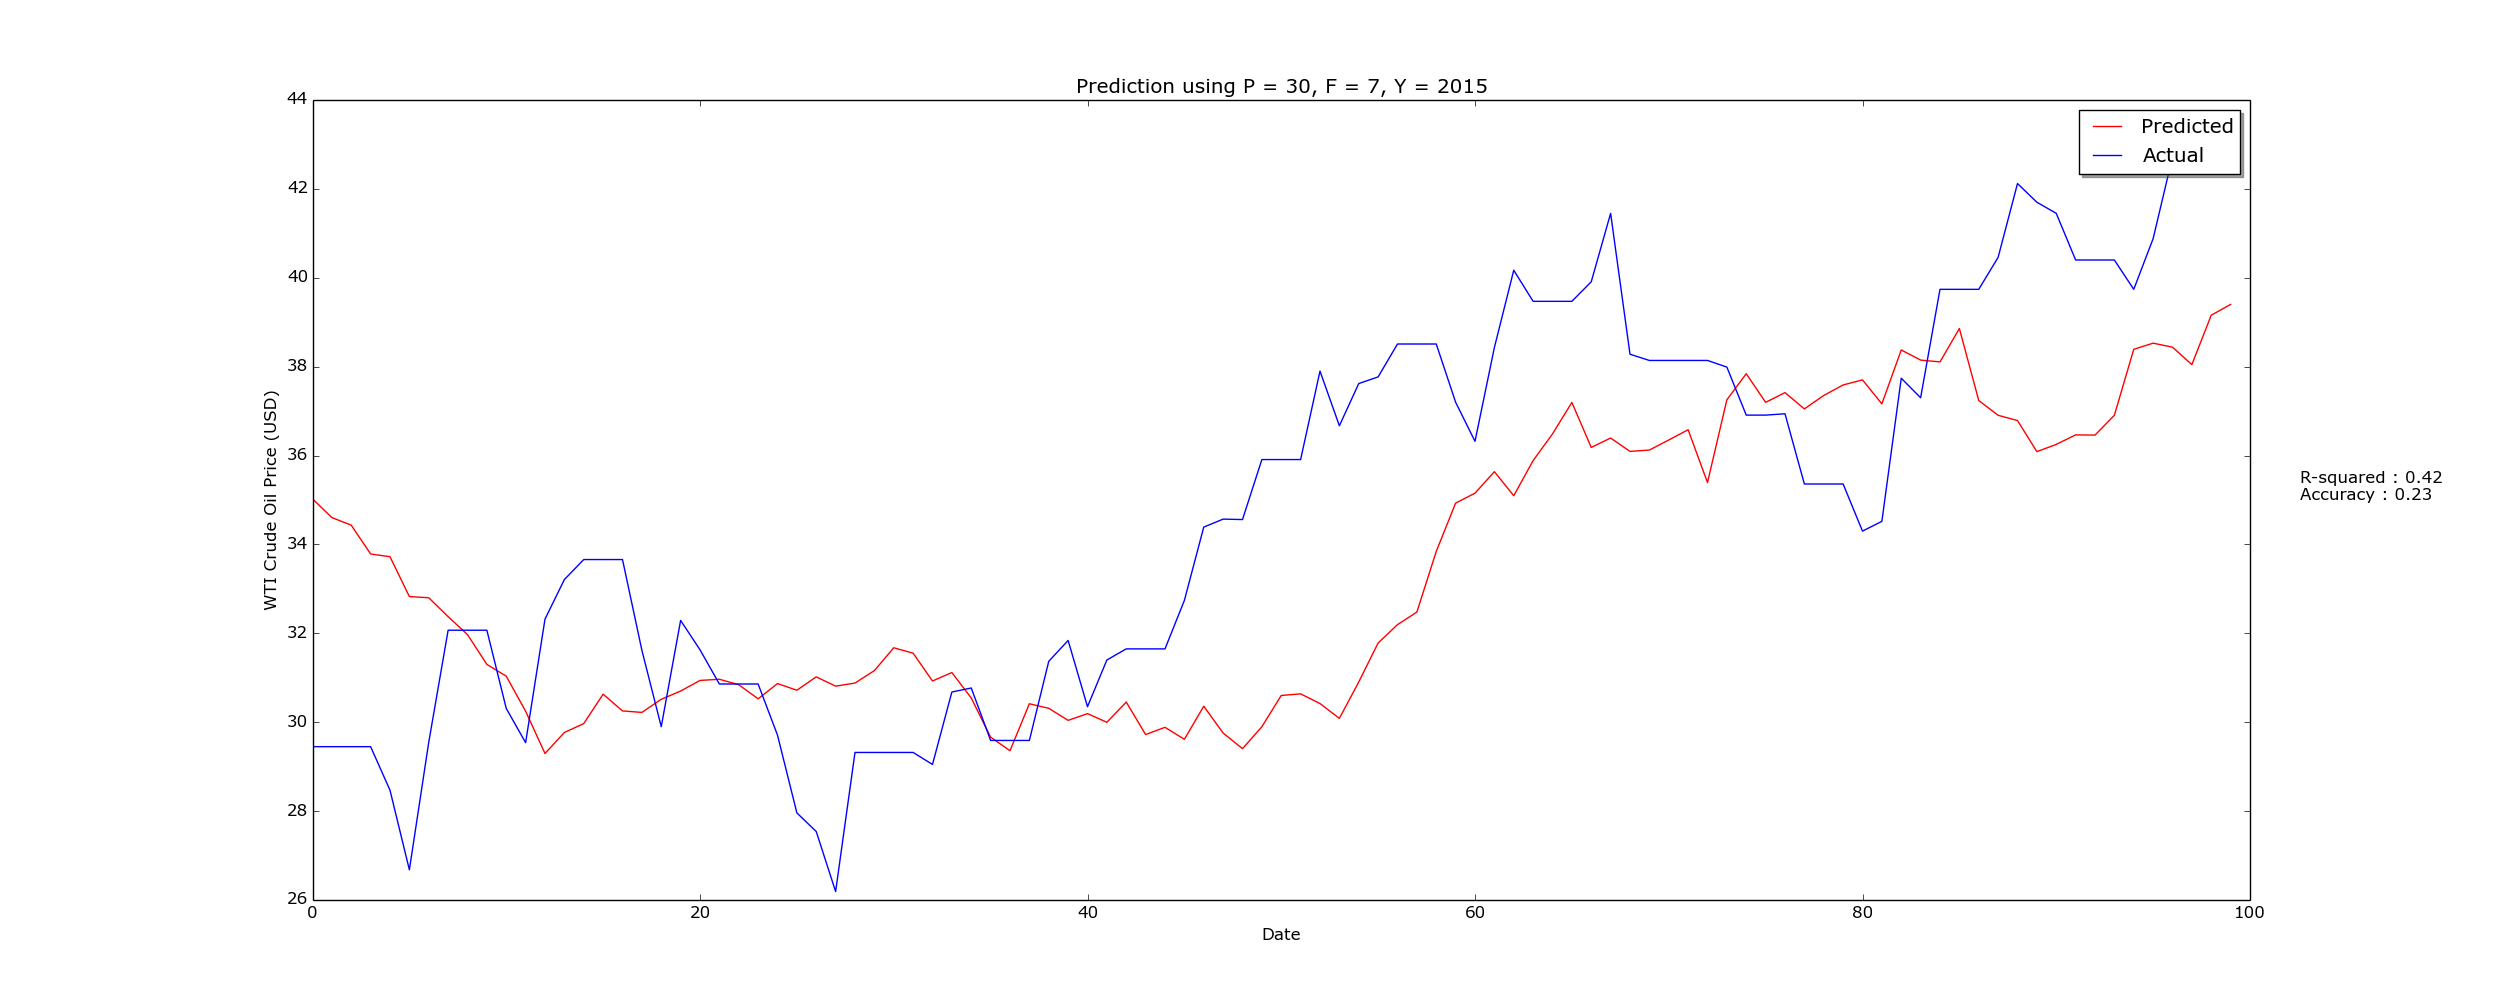 Prediction using P = 30, F = 7, Y = 2015
44
42
40
38
36
34
32
30
28
26
WTI Crude Oil Price (USD)
0 20 40 60 80 100
Date
Predicted
Actual
R-squared : 0.42
Accuracy : 0.23